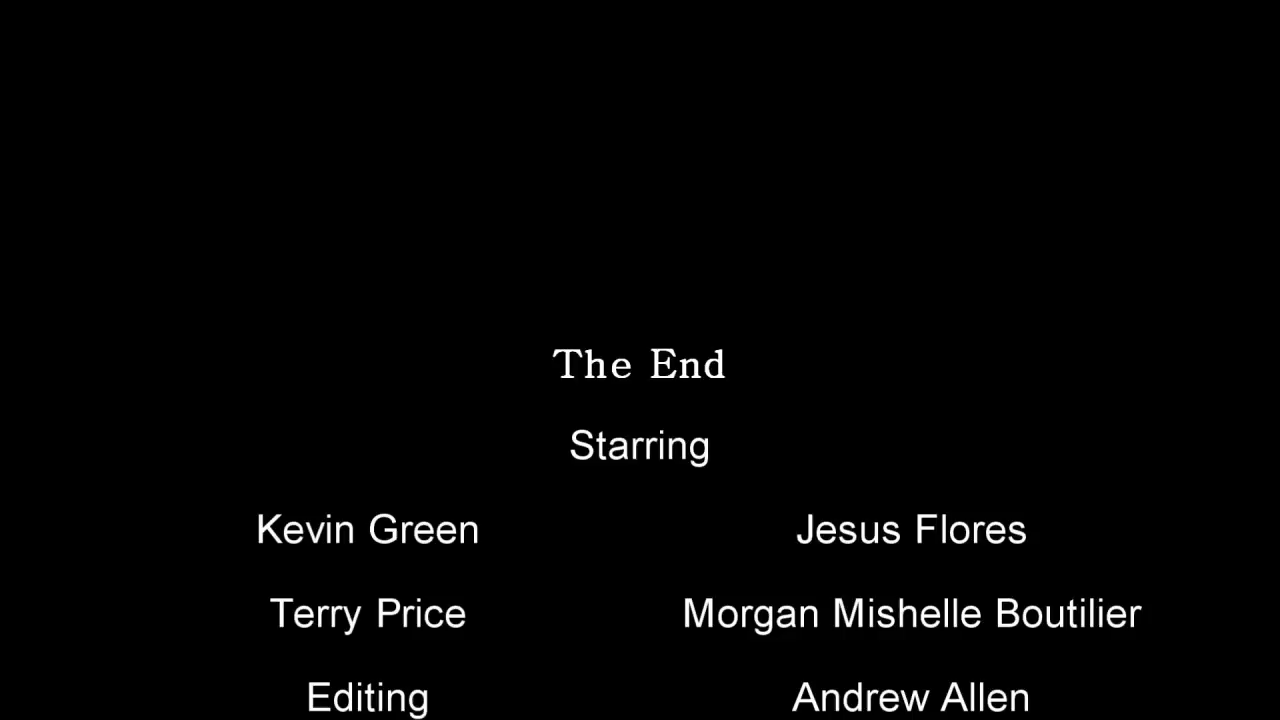 The End
Starring
Kevin Green Jesus Flores
Terry Price Morgan Mishelle Boutilier
Editing Andrew Allen